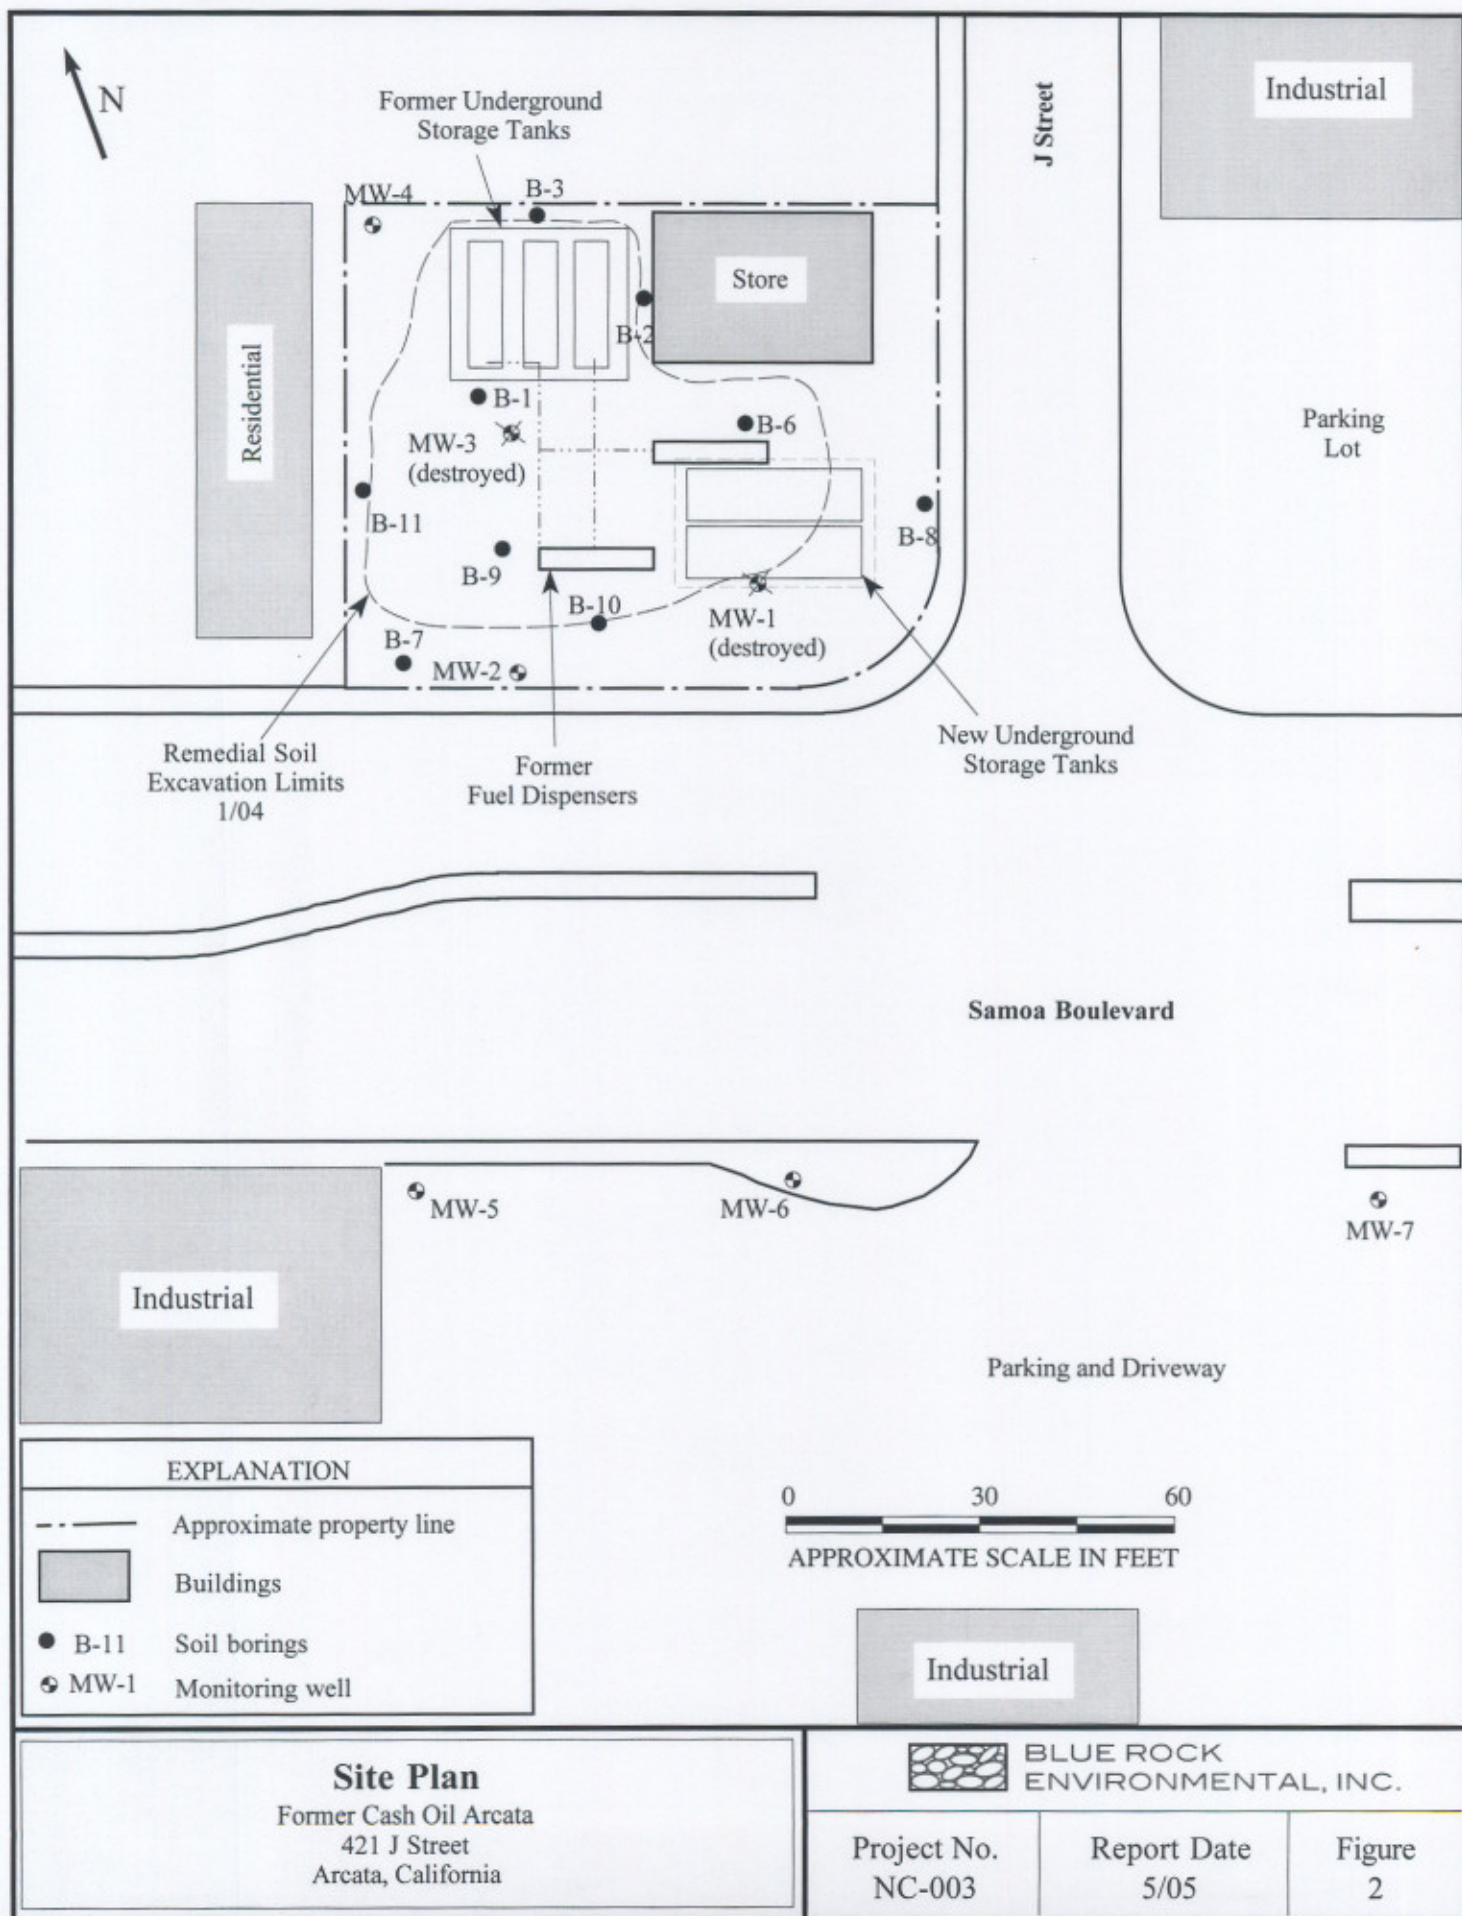 N
Former Underground
Storage Tanks
J Street
Industrial
MW-4
B-3
Store
B-2
Residential
B-1
MW-3
(destroyed)
B-6
Parking
Lot
B-11
B-8
B-9
B-10
MW-1
(destroyed)
B-7
MW-2
Remedial Soil
Excavation Limits
1/04
Former
Fuel Dispensers
New Underground
Storage Tanks
Samoa Boulevard
MW-5
MW-6
MW-7
Industrial
Parking and Driveway
EXPLANATION
Approximate property line
Buildings
B-11 Soil borings
MW-1 Monitoring well
0 30 60
APPROXIMATE SCALE IN FEET
Industrial
Site Plan
Former Cash Oil Arcata
421 J Street
Arcata, California
BLUE ROCK
ENVIRONMENTAL, INC.
Project No.
NC-003
Report Date
5/05
Figure
2